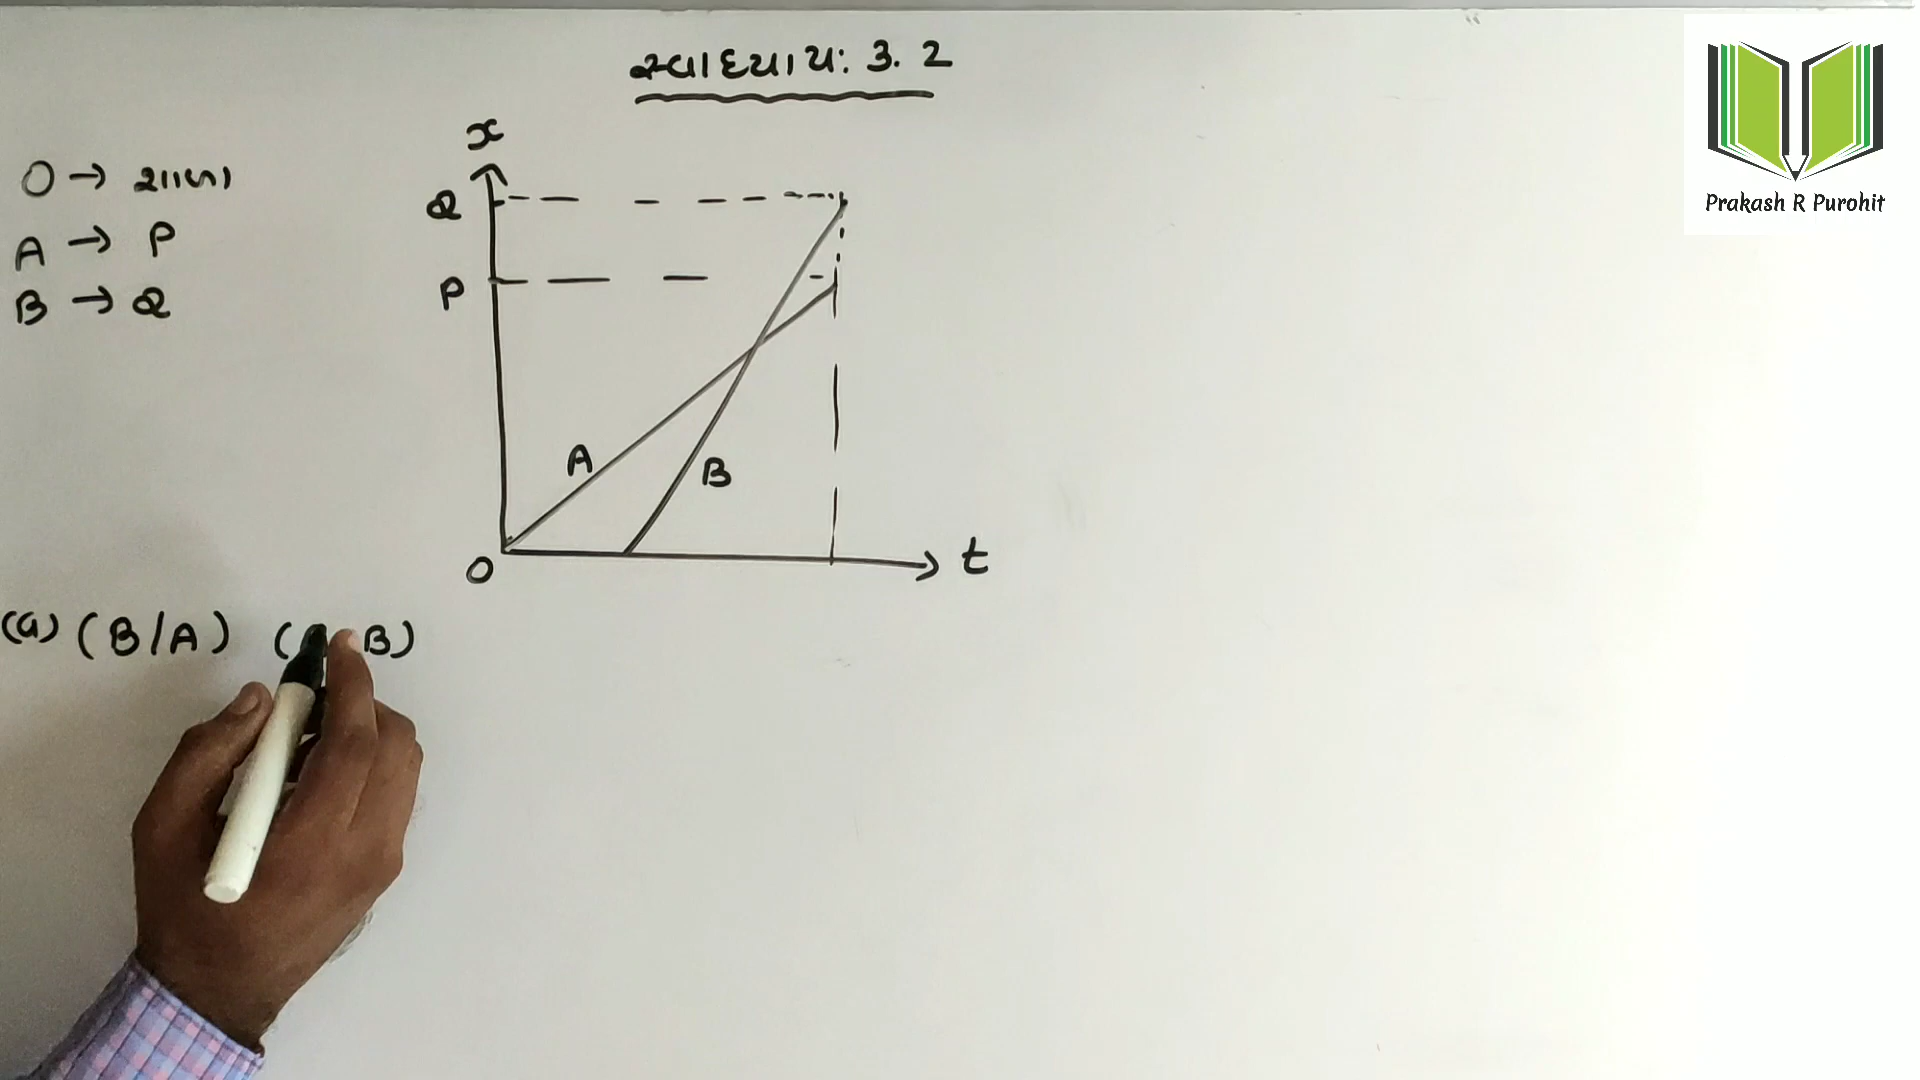 સ્વાધ્યાય: 3. 2
Prakash R Purohit
O → શાળા
A → P
B → Q
x
Q
P
A
B
O
t
(a) (B/A) ( B)